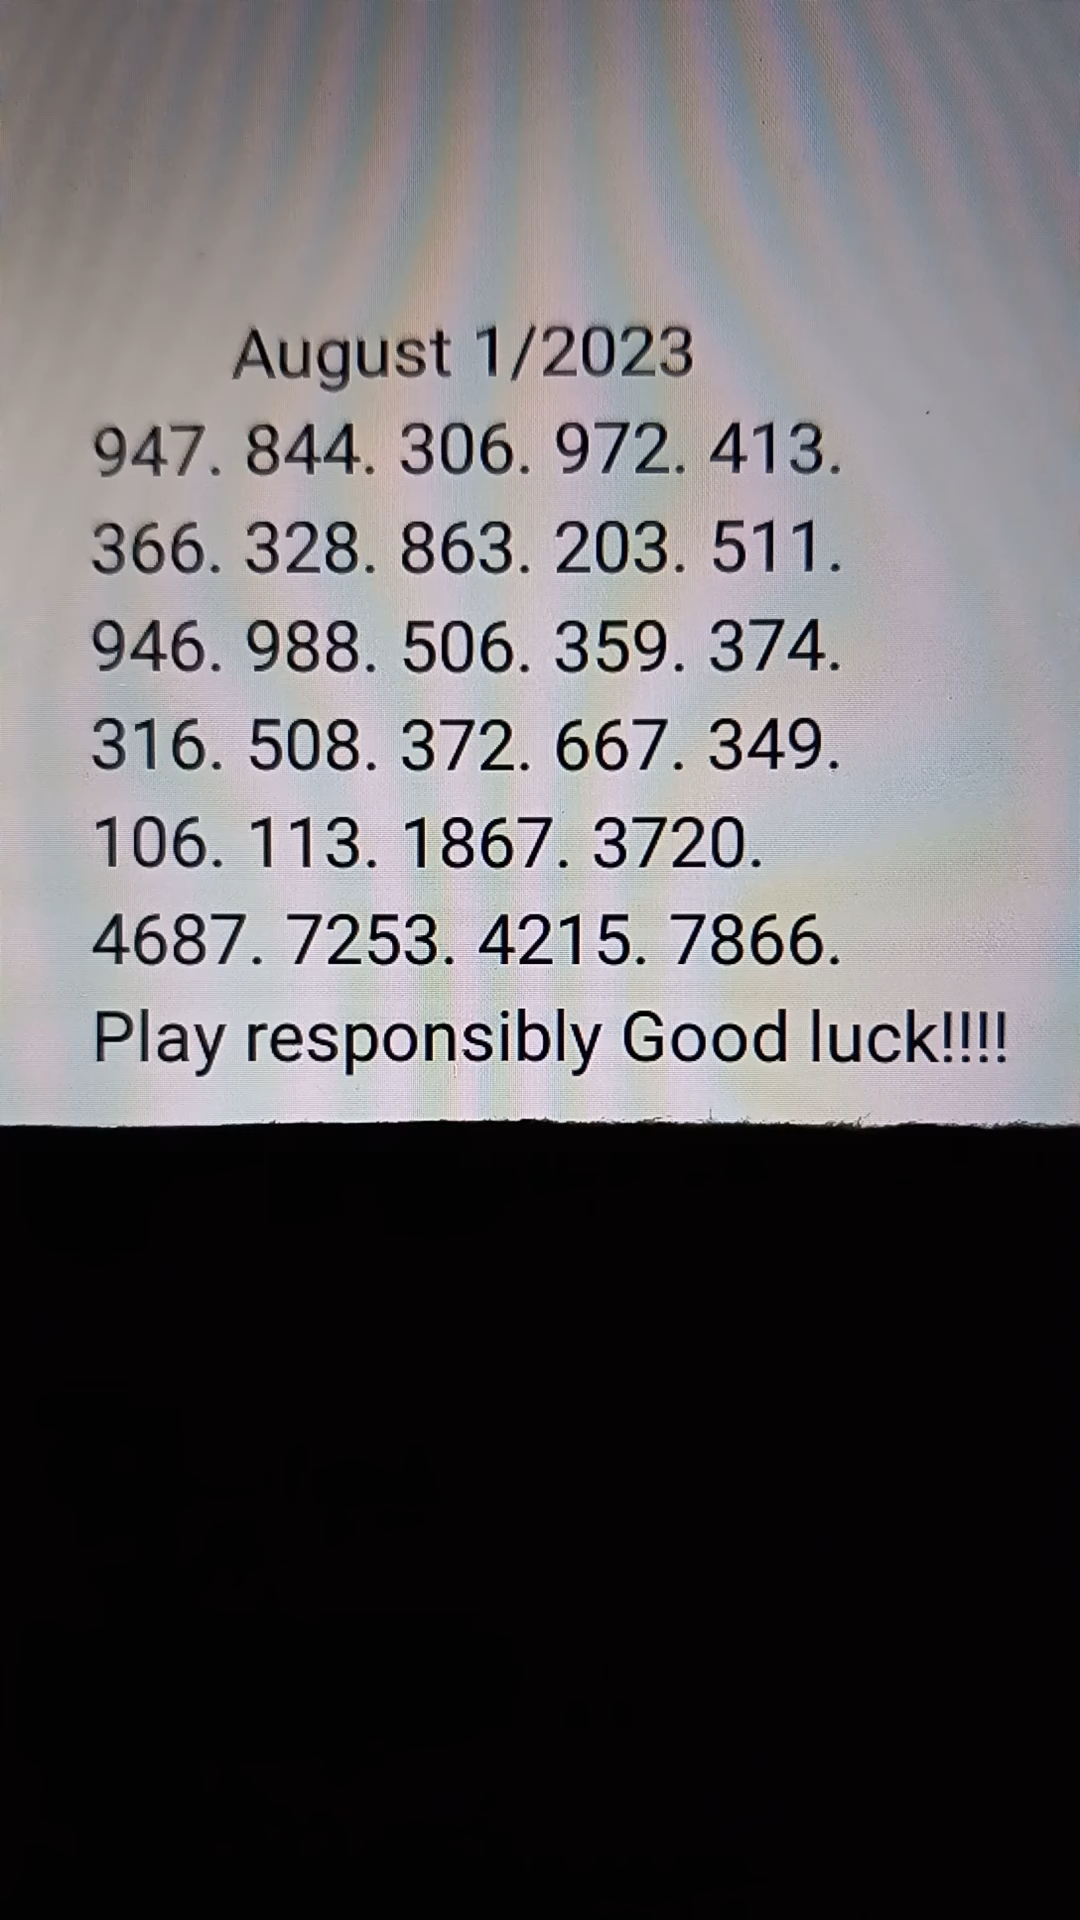 August 1/2023
947. 844. 306. 972. 413.
366. 328. 863. 203. 511.
946. 988. 506. 359. 374.
316. 508. 372. 667. 349.
106. 113. 1867. 3720.
4687. 7253. 4215. 7866.
Play responsibly Good luck!!!!